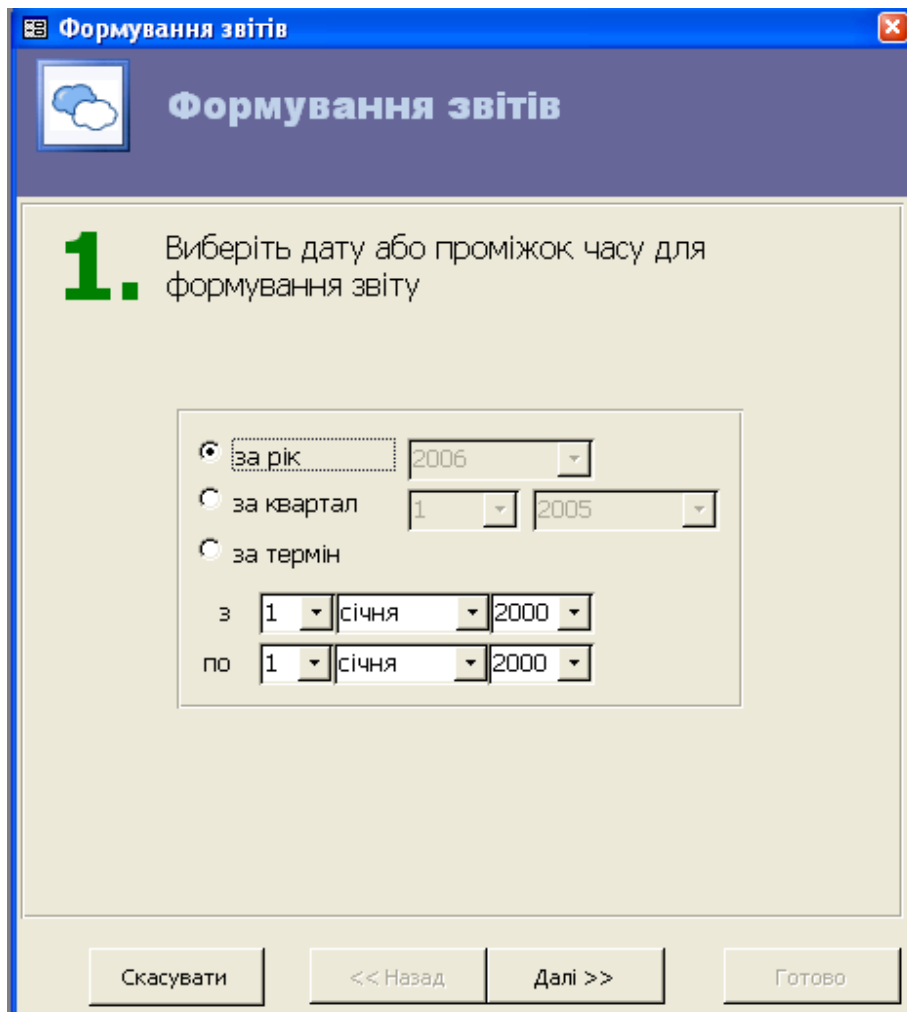 Формування звітів
Формування звітів
1. Виберіть дату або проміжок часу для
формування звіту
за рік 2006
за квартал 1 2005
за термін
з 1 січня 2000
по 1 січня 2000
Скасувати << Назад Далі >> Готово